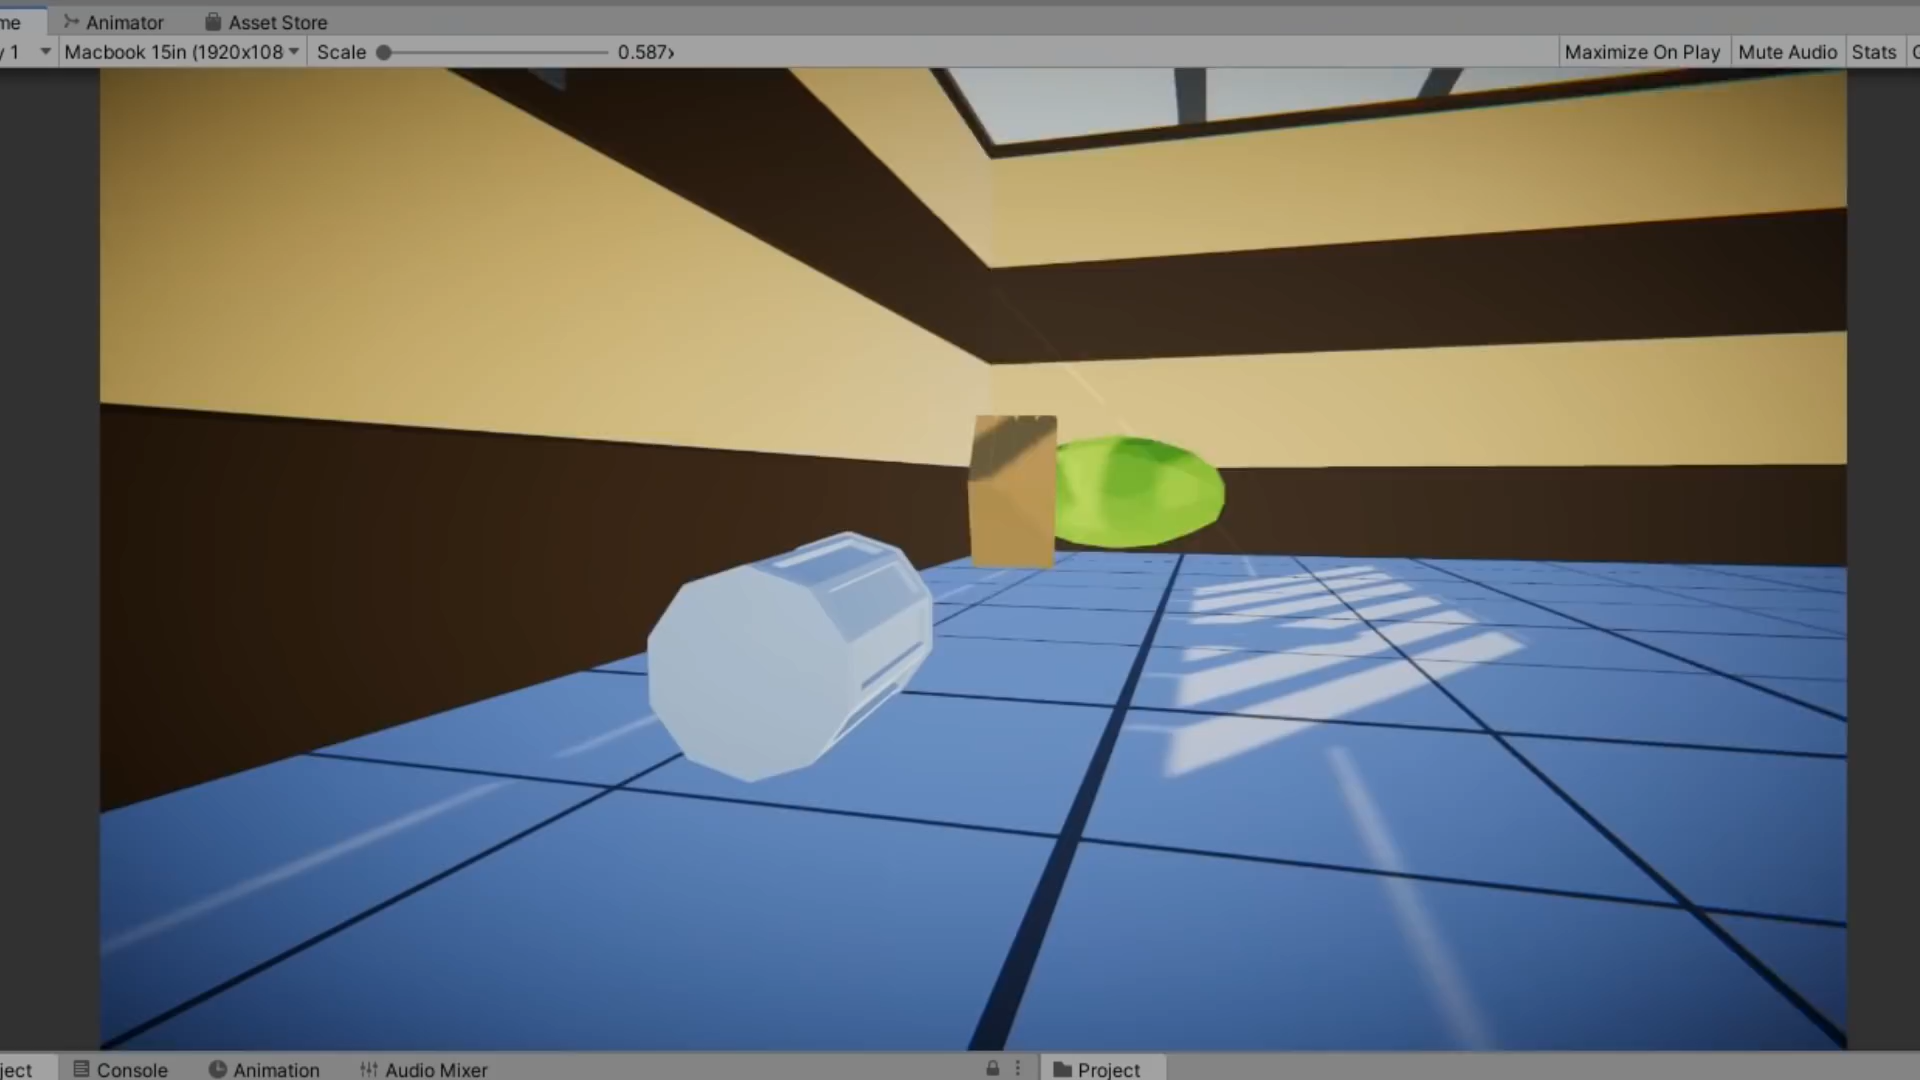 me Animator Asset Store
y 1 Macbook 15in (1920x108 Scale 0.587x Maximize On Play Mute Audio Stats
ject Console Animation Audio Mixer Project